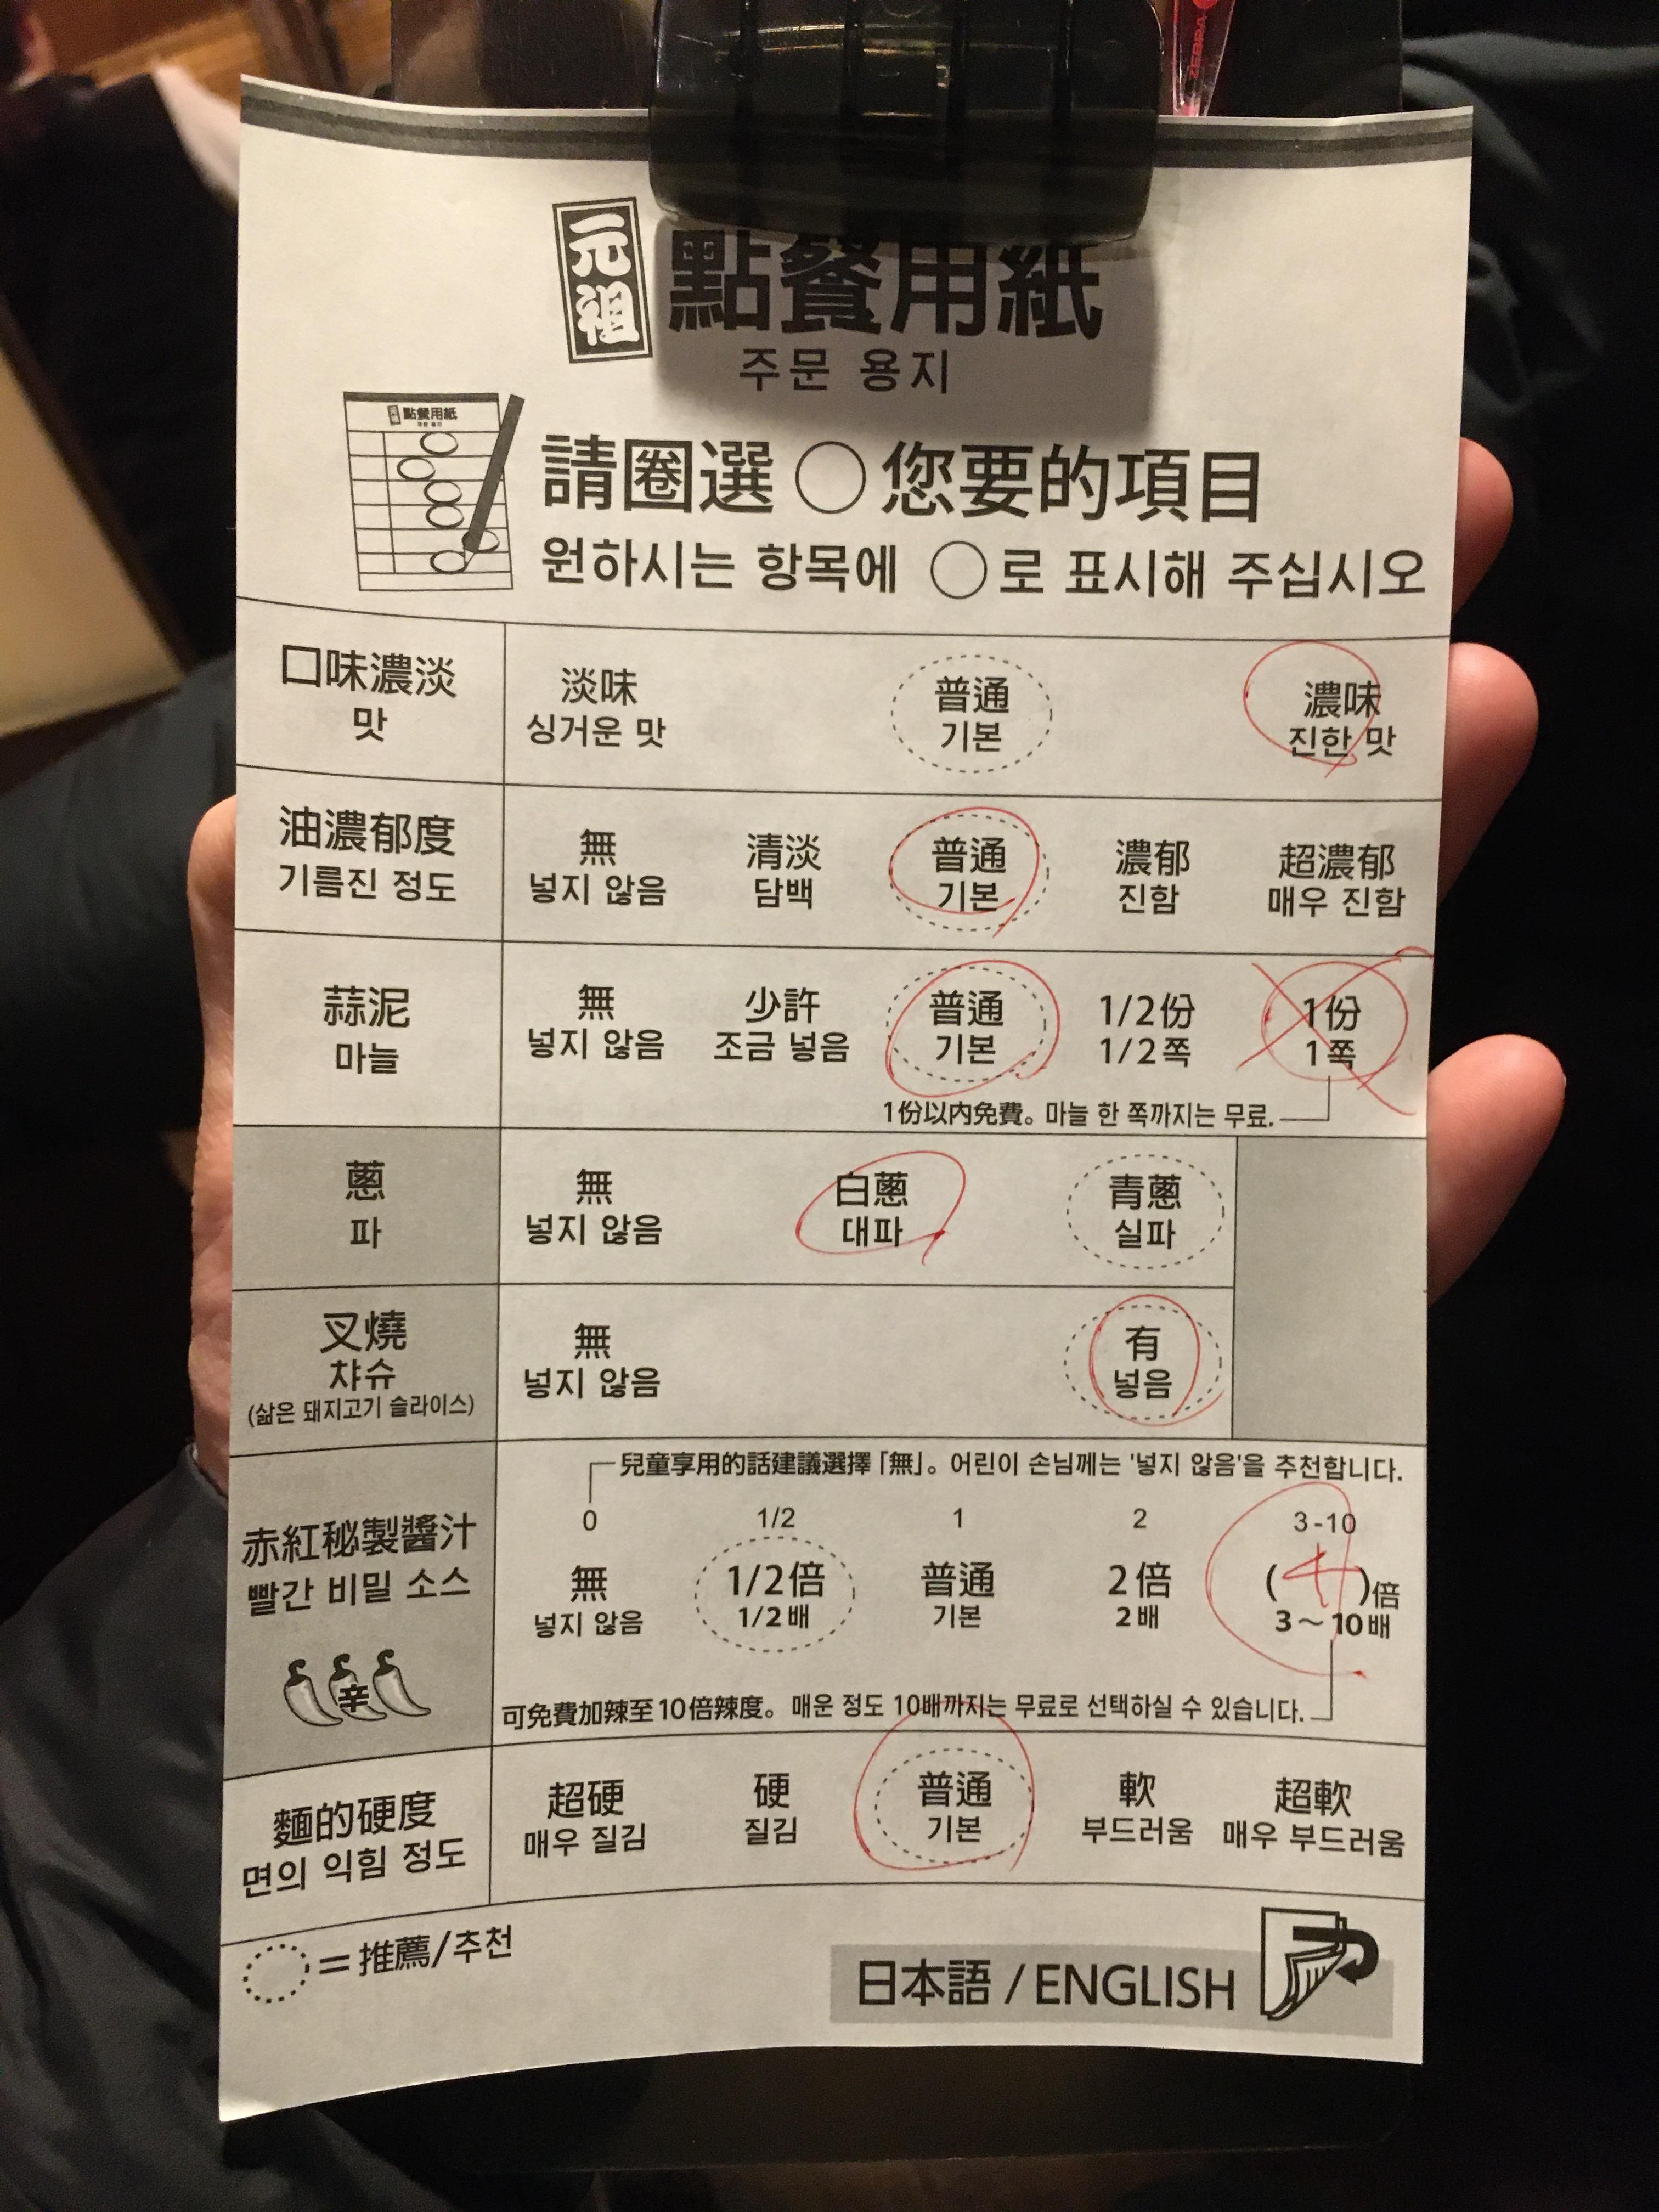 ZEBRA
元祖
點餐用紙
주문 용지
點餐用紙
請圈選 ○ 您要的項目
원하시는 항목에 ○로 표시해 주십시오
口味濃淡
맛
淡味
싱거운 맛
普通
기본
濃味
진한 맛
油濃郁度
기름진 정도
無
넣지 않음
清淡
담백
普通
기본
濃郁
진함
超濃郁
매우 진함
蒜泥
마늘
無
넣지 않음
少許
조금 넣음
普通
기본
1/2份
1/2쪽
1份
1쪽
1份以内免費。마늘 한 쪽까지는 무료.
蔥
파
無
넣지 않음
白蔥
대파
青蔥
실파
叉燒
챠슈
(삶은 돼지고기 슬라이스)
無
넣지 않음
有
넣음
赤紅秘製醬汁
빨간 비밀 소스
辛
兒童享用的話建議選擇「無」。어린이 손님께는 '넣지 않음'을 추천합니다.
0
無
넣지 않음
1/2
1/2倍
1/2배
1
普通
기본
2
2倍
2배
3-10
(4)倍
3~10배
可免費加辣至10倍辣度。매운 정도 10배까지는 무료로 선택하실 수 있습니다.
麵的硬度
면의 익힘 정도
超硬
매우 질김
硬
질김
普通
기본
軟
부드러움
超軟
매우 부드러움
= 推薦/추천
日本語 / ENGLISH